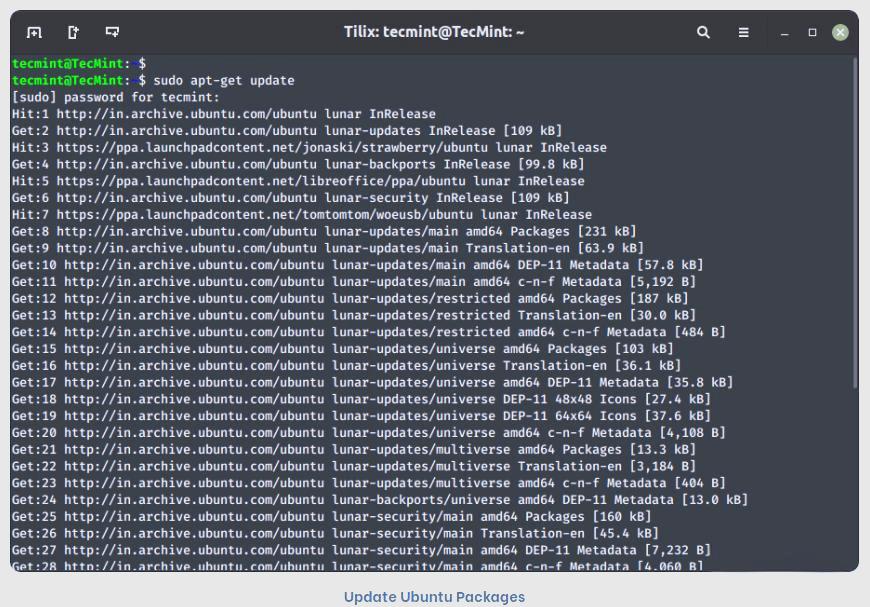 Tilix: tecmint@TecMint: ~
tecmint@TecMint:~$
tecmint@TecMint:~$ sudo apt-get update
[sudo] password for tecmint:
Hit:1 http://in.archive.ubuntu.com/ubuntu lunar InRelease
Get:2 http://in.archive.ubuntu.com/ubuntu lunar-updates InRelease [109 kB]
Hit:3 https://ppa.launchpadcontent.net/jonaski/strawberry/ubuntu lunar InRelease
Get:4 http://in.archive.ubuntu.com/ubuntu lunar-backports InRelease [99.8 kB]
Hit:5 https://ppa.launchpadcontent.net/libreoffice/ppa/ubuntu lunar InRelease
Get:6 http://in.archive.ubuntu.com/ubuntu lunar-security InRelease [109 kB]
Hit:7 https://ppa.launchpadcontent.net/tomtomtom/woeusb/ubuntu lunar InRelease
Get:8 http://in.archive.ubuntu.com/ubuntu lunar-updates/main amd64 Packages [231 kB]
Get:9 http://in.archive.ubuntu.com/ubuntu lunar-updates/main Translation-en [63.9 kB]
Get:10 http://in.archive.ubuntu.com/ubuntu lunar-updates/main amd64 DEP-11 Metadata [57.8 kB]
Get:11 http://in.archive.ubuntu.com/ubuntu lunar-updates/main amd64 c-n-f Metadata [5,192 B]
Get:12 http://in.archive.ubuntu.com/ubuntu lunar-updates/restricted amd64 Packages [187 kB]
Get:13 http://in.archive.ubuntu.com/ubuntu lunar-updates/restricted Translation-en [30.0 kB]
Get:14 http://in.archive.ubuntu.com/ubuntu lunar-updates/restricted amd64 c-n-f Metadata [484 B]
Get:15 http://in.archive.ubuntu.com/ubuntu lunar-updates/universe amd64 Packages [103 kB]
Get:16 http://in.archive.ubuntu.com/ubuntu lunar-updates/universe Translation-en [36.1 kB]
Get:17 http://in.archive.ubuntu.com/ubuntu lunar-updates/universe amd64 DEP-11 Metadata [35.8 kB]
Get:18 http://in.archive.ubuntu.com/ubuntu lunar-updates/universe DEP-11 48x48 Icons [27.4 kB]
Get:19 http://in.archive.ubuntu.com/ubuntu lunar-updates/universe DEP-11 64x64 Icons [37.6 kB]
Get:20 http://in.archive.ubuntu.com/ubuntu lunar-updates/universe amd64 c-n-f Metadata [4,108 B]
Get:21 http://in.archive.ubuntu.com/ubuntu lunar-updates/multiverse amd64 Packages [13.3 kB]
Get:22 http://in.archive.ubuntu.com/ubuntu lunar-updates/multiverse Translation-en [3,184 B]
Get:23 http://in.archive.ubuntu.com/ubuntu lunar-updates/multiverse amd64 c-n-f Metadata [404 B]
Get:24 http://in.archive.ubuntu.com/ubuntu lunar-backports/universe amd64 DEP-11 Metadata [13.0 kB]
Get:25 http://in.archive.ubuntu.com/ubuntu lunar-security/main amd64 Packages [160 kB]
Get:26 http://in.archive.ubuntu.com/ubuntu lunar-security/main Translation-en [45.4 kB]
Get:27 http://in.archive.ubuntu.com/ubuntu lunar-security/main amd64 DEP-11 Metadata [7,232 B]
Get:28 http://in.archive.ubuntu.com/ubuntu lunar-security/main amd64 c-n-f Metadata [4,060 B]
Update Ubuntu Packages